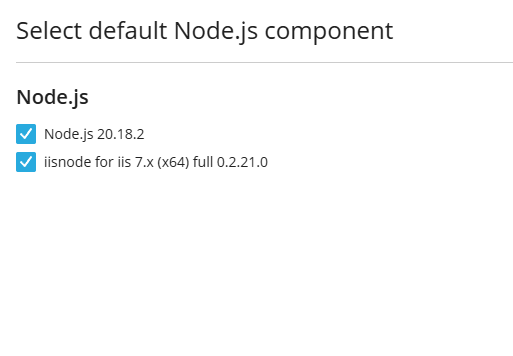 Select default Node.js component
Node.js
Node.js 20.18.2
iisnode for iis 7.x (x64) full 0.2.21.0